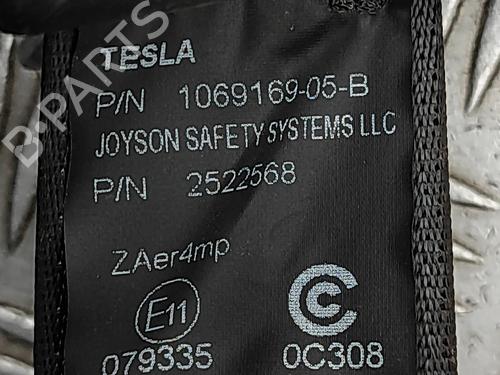 TESLA
P/N 1069169-05-B
JOYSON SAFETY SYSTEMS LLC
P/N 2522568
ZAer4mp
E11
079335 0C308
B-PARTS